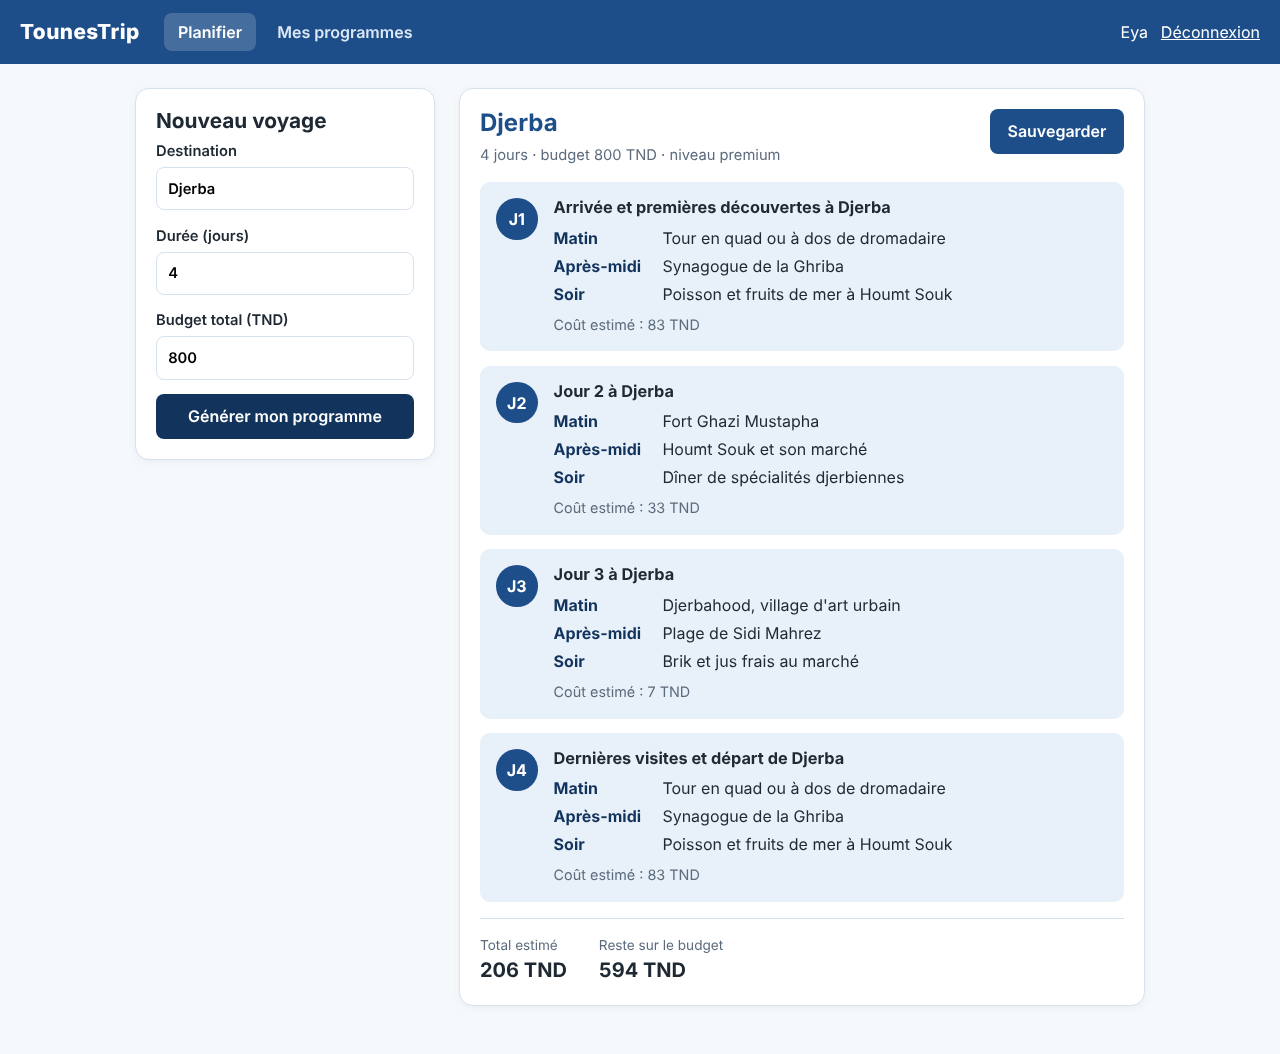 TounesTrip Planifier Mes programmes Eya Déconnexion
Nouveau voyage
Destination
Djerba
Durée (jours)
4
Budget total (TND)
800
Générer mon programme
Djerba
4 jours · budget 800 TND · niveau premium
Sauvegarder
J1
Arrivée et premières découvertes à Djerba
Matin Tour en quad ou à dos de dromadaire
Après-midi Synagogue de la Ghriba
Soir Poisson et fruits de mer à Houmt Souk
Coût estimé : 83 TND
J2
Jour 2 à Djerba
Matin Fort Ghazi Mustapha
Après-midi Houmt Souk et son marché
Soir Dîner de spécialités djerbiennes
Coût estimé : 33 TND
J3
Jour 3 à Djerba
Matin Djerbahood, village d'art urbain
Après-midi Plage de Sidi Mahrez
Soir Brik et jus frais au marché
Coût estimé : 7 TND
J4
Dernières visites et départ de Djerba
Matin Tour en quad ou à dos de dromadaire
Après-midi Synagogue de la Ghriba
Soir Poisson et fruits de mer à Houmt Souk
Coût estimé : 83 TND
Total estimé Reste sur le budget
206 TND 594 TND